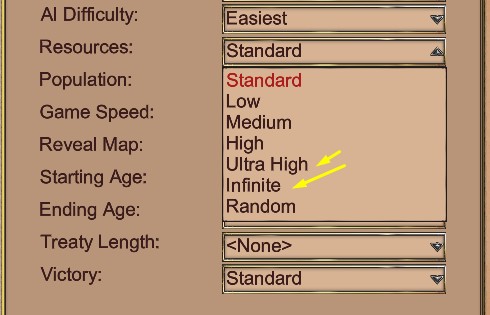 AI Difficulty: Easiest
Resources: Standard
Population: Standard
Game Speed: Low
Medium
Reveal Map: High
Starting Age: Ultra High
Infinite
Ending Age: Random
Treaty Length: <None>
Victory: Standard